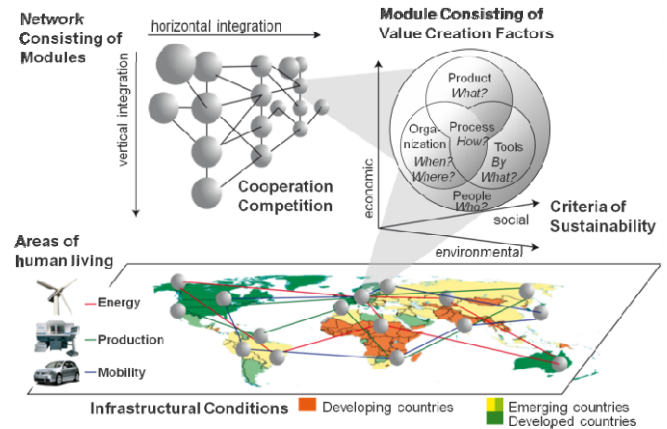 Network
Consisting of
Modules
horizontal integration
vertical integration
Cooperation
Competition
Module Consisting of
Value Creation Factors
economic
Product
What?
Orga-
nization
When?
Where?
Process
How?
Tools
By
What?
People
Who?
social
environmental
Criteria of
Sustainability
Areas of
human living
Energy
Production
Mobility
Infrastructural Conditions
Developing countries
Emerging countries
Developed countries